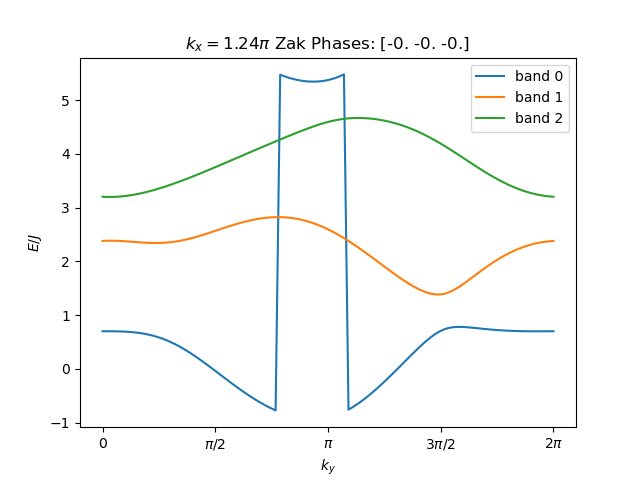 $k_x = 1.24\pi$ Zak Phases: [-0. -0. -0.]
band 0
band 1
band 2
E/J
5
4
3
2
1
0
−1
0
π/2
π
3π/2
2π
$k_y$